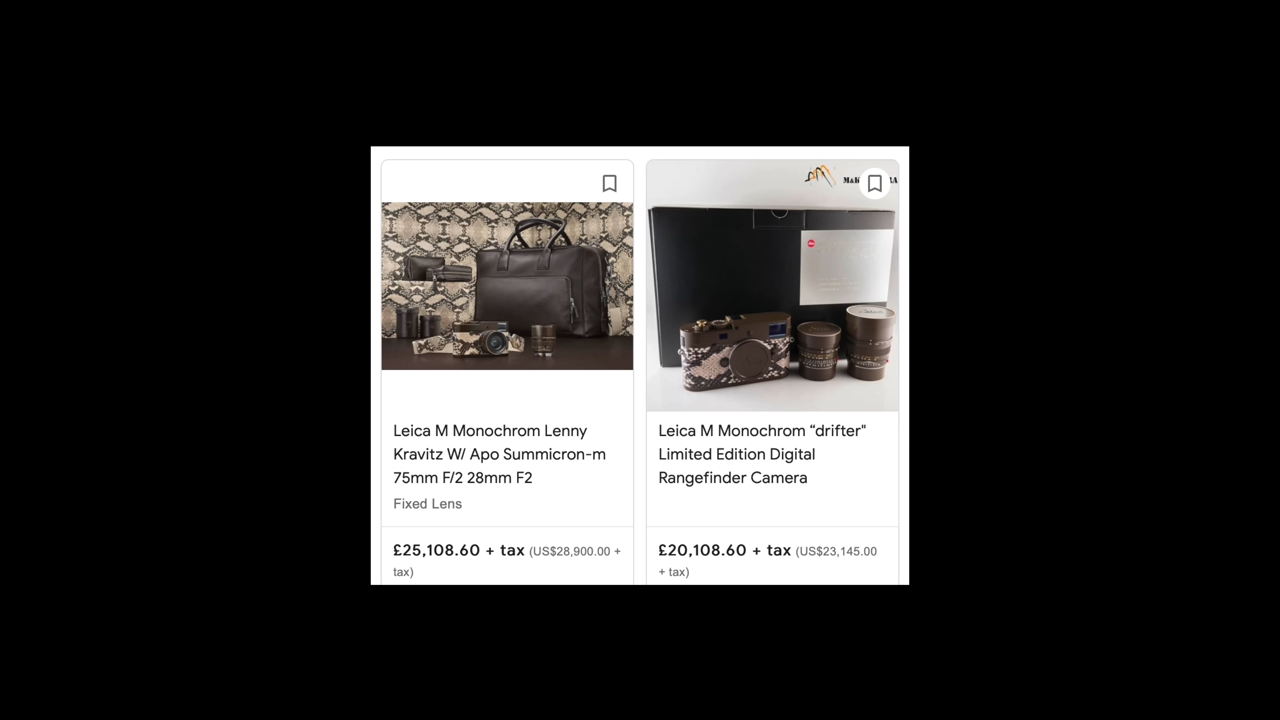 Leica M Monochrom Lenny
Kravitz W/ Apo Summicron-m
75mm F/2 28mm F2
Fixed Lens
£25,108.60 + tax (US$28,900.00 +
tax)
Leica M Monochrom “drifter"
Limited Edition Digital
Rangefinder Camera
£20,108.60 + tax (US$23,145.00
+ tax)